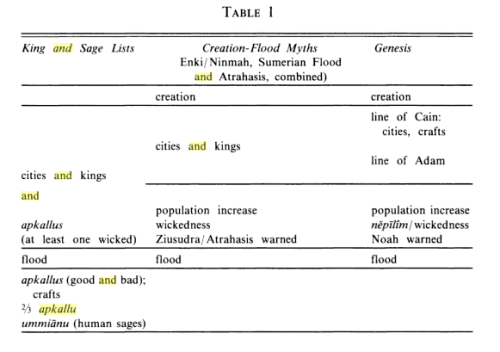 TABLE 1
King and Sage Lists
Creation-Flood Myths
Enki/Ninmah, Sumerian Flood
and Atrahasis, combined)
Genesis
creation
creation
line of Cain:
cities, crafts
cities and kings
line of Adam
cities and kings
and
population increase
population increase
apkallus
wickedness
nĕpīlîm/wickedness
(at least one wicked)
Ziusudra/Atrahasis warned
Noah warned
flood
flood
flood
apkallus (good and bad);
crafts
⅔ apkallu
ummiānu (human sages)